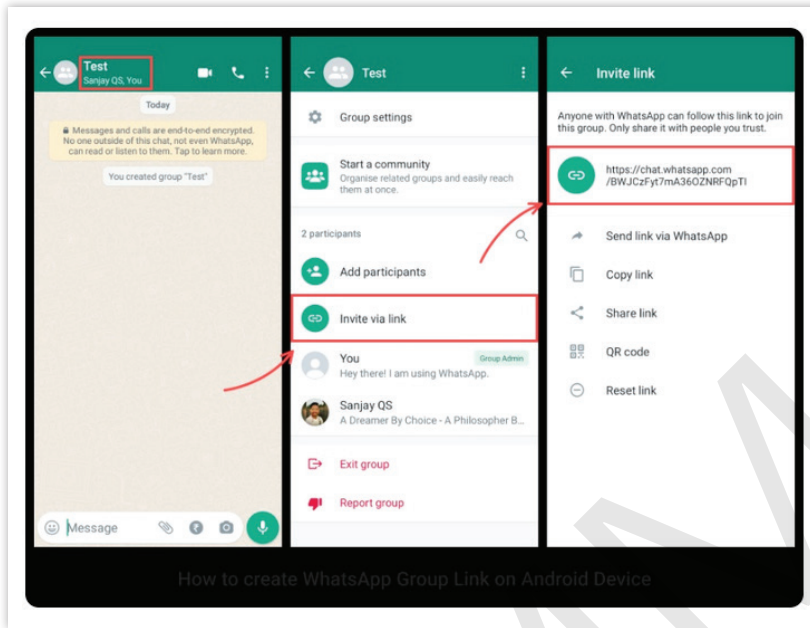 Test
Sanjay QS, You
Today
Messages and calls are end-to-end encrypted.
No one outside of this chat, not even WhatsApp,
can read or listen to them. Tap to learn more.
You created group "Test"
Message
Test
Group settings
Start a community
Organise related groups and easily reach
them at once.
2 participants
Add participants
Invite via link
You
Group Admin
Hey there! I am using WhatsApp.
Sanjay QS
A Dreamer By Choice - A Philosopher B...
Exit group
Report group
Invite link
Anyone with WhatsApp can follow this link to join
this group. Only share it with people you trust.
https://chat.whatsapp.com
/BWJCzFyt7mA36OZNRFQpTI
Send link via WhatsApp
Copy link
Share link
QR code
Reset link
How to create WhatsApp Group Link on Android Device